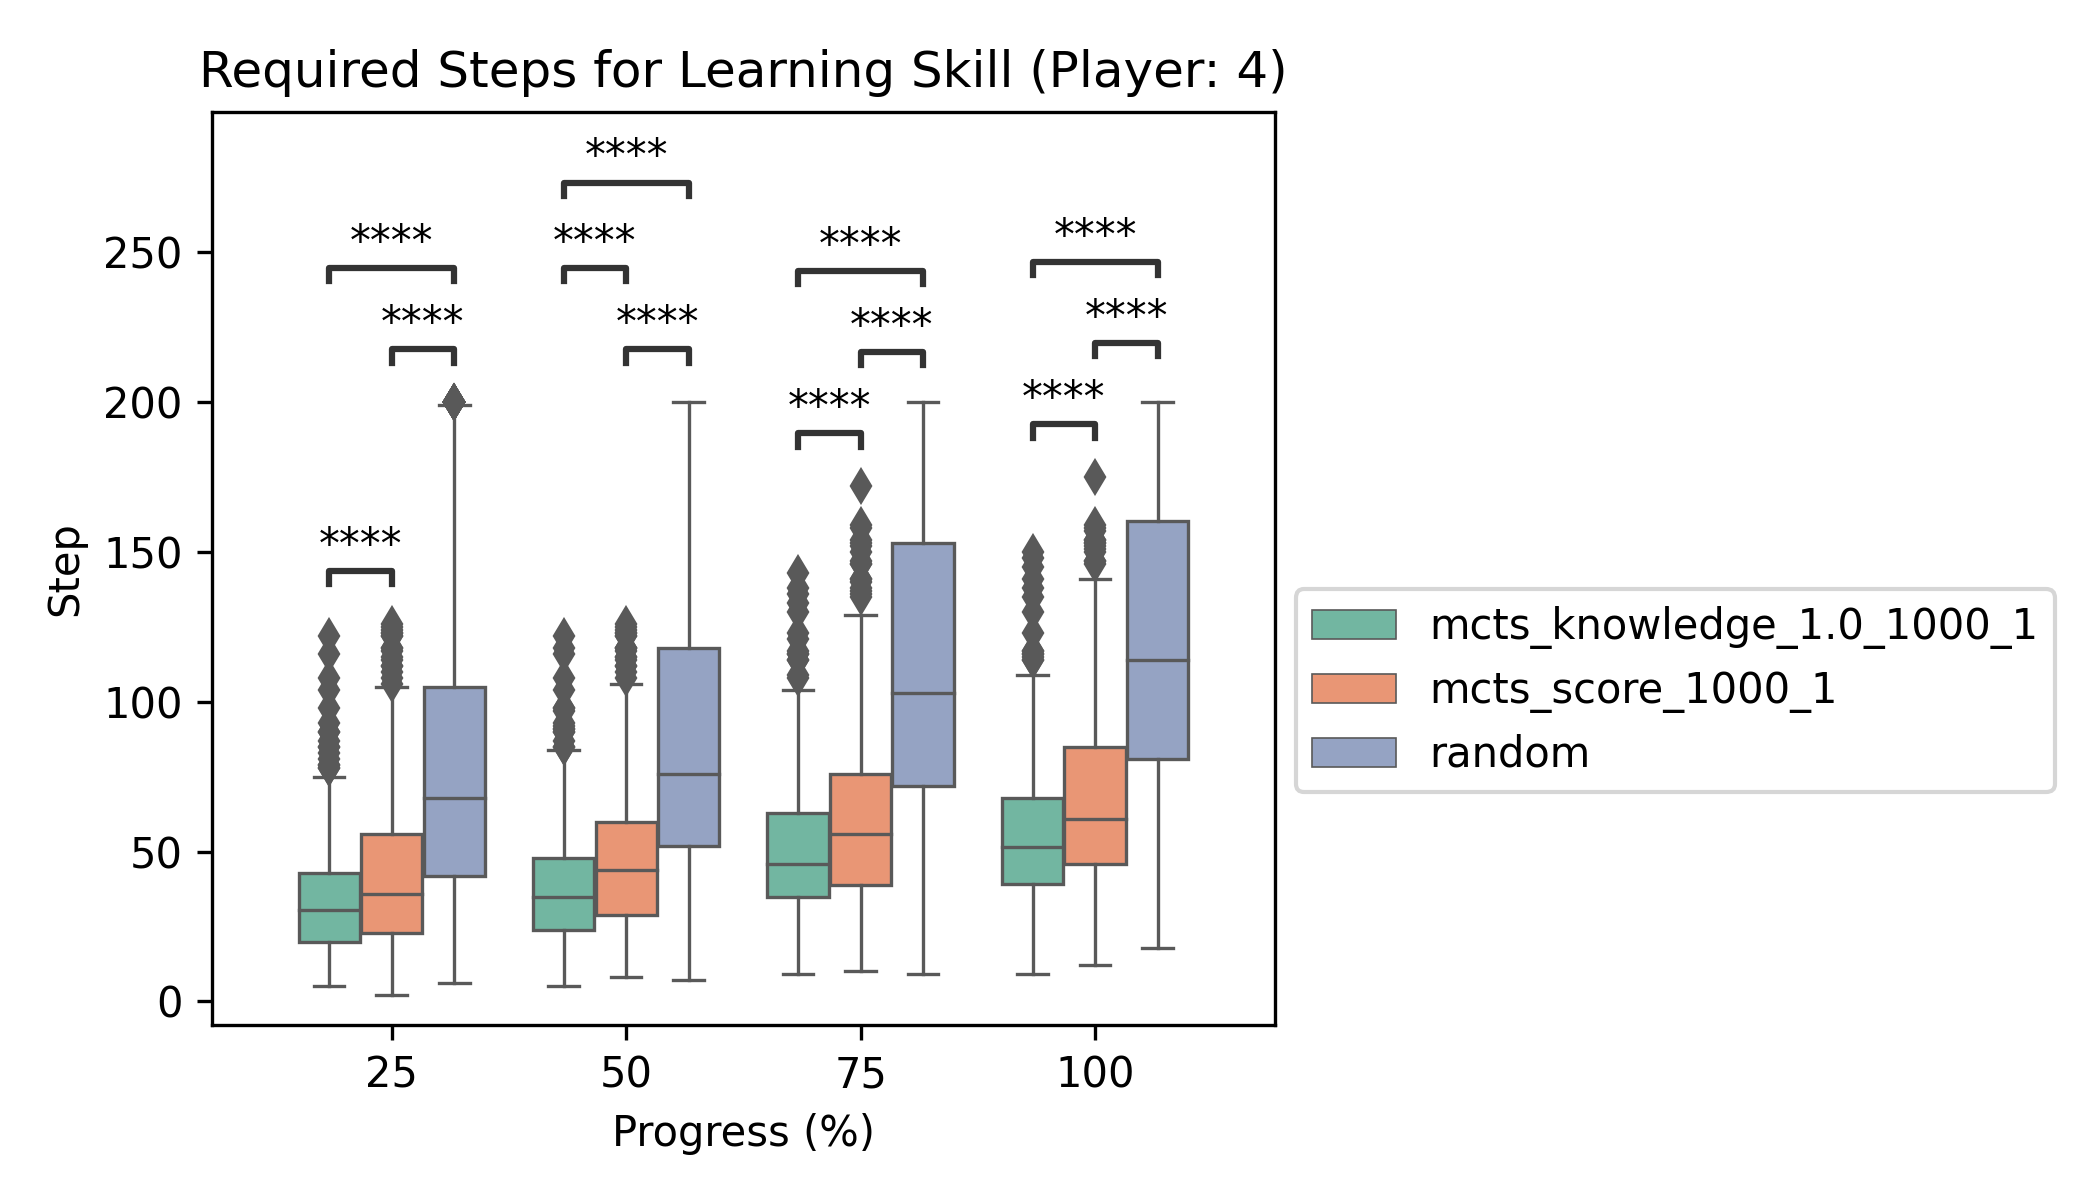 Required Steps for Learning Skill (Player: 4)
****
**** ****
**** ****
**** ****
**** ****
**** ****
****
250
200
150
100
50
0
Step
25 50 75 100
Progress (%)
mcts_knowledge_1.0_1000_1
mcts_score_1000_1
random